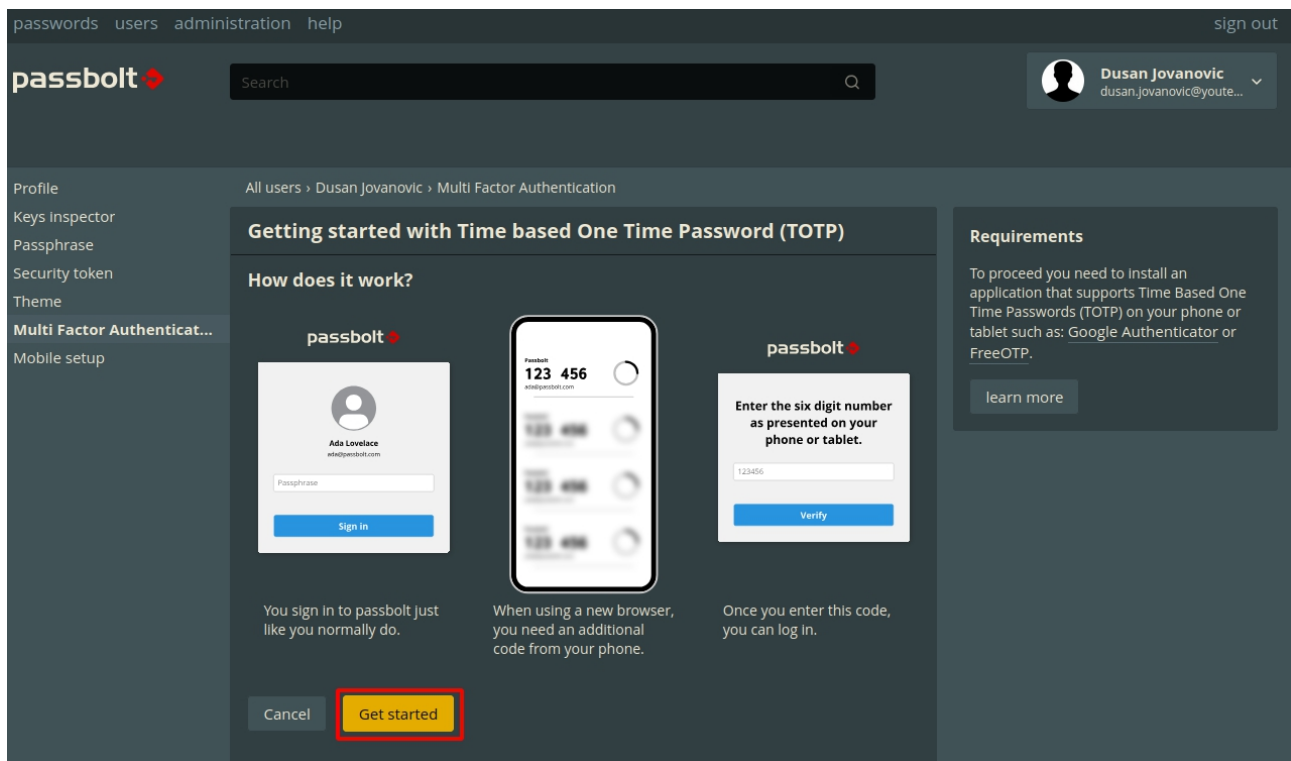 passwords users administration help sign out
passbolt
Search
Dusan Jovanovic
dusan.jovanovic@youte...
Profile
Keys inspector
Passphrase
Security token
Theme
Multi Factor Authenticat...
Mobile setup
All users › Dusan Jovanovic › Multi Factor Authentication
Getting started with Time based One Time Password (TOTP)
How does it work?
passbolt
Ada Lovelace
ada@passbolt.com
Passphrase
Sign in
You sign in to passbolt just
like you normally do.
Passbolt
123 456
ada@passbolt.com
123 456
123 456
123 456
When using a new browser,
you need an additional
code from your phone.
passbolt
Enter the six digit number
as presented on your
phone or tablet.
123456
Verify
Once you enter this code,
you can log in.
Cancel
Get started
Requirements
To proceed you need to install an
application that supports Time Based One
Time Passwords (TOTP) on your phone or
tablet such as: Google Authenticator or
FreeOTP.
learn more